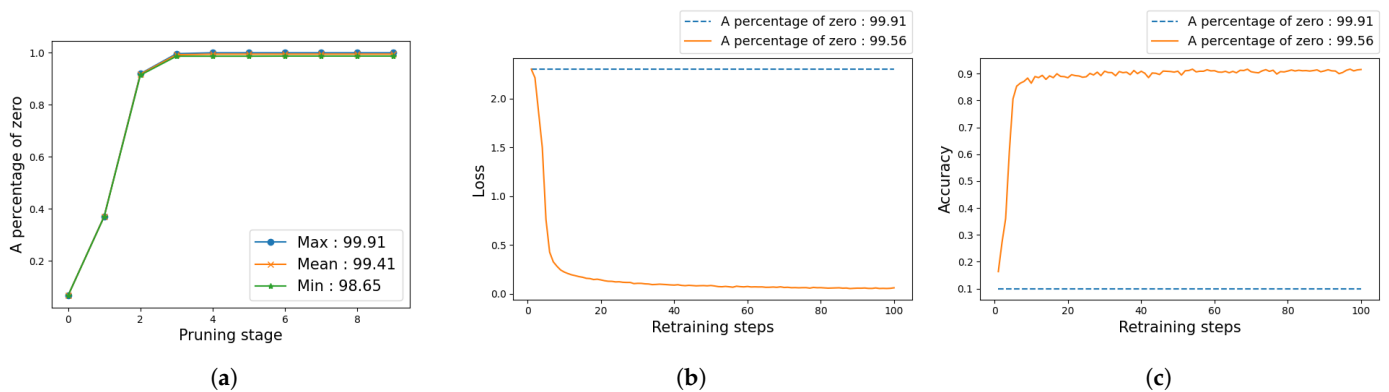 1.0
0.8
0.6
0.4
0.2
A percentage of zero
0
2
4
6
8
Pruning stage
Max : 99.91
Mean : 99.41
Min : 98.65
(a)
A percentage of zero : 99.91
A percentage of zero : 99.56
2.0
1.5
1.0
0.5
0.0
Loss
0
20
40
60
80
100
Retraining steps
(b)
A percentage of zero : 99.91
A percentage of zero : 99.56
0.9
0.8
0.7
0.6
0.9
0.4
0.3
0.2
0.1
Accuracy
0
20
40
60
80
100
Retraining steps
(c)